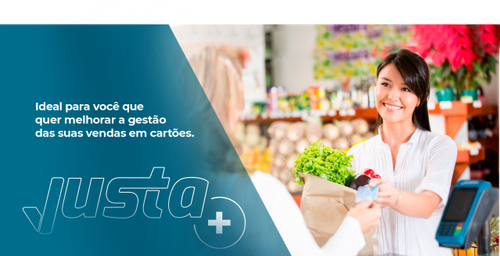 Ideal para você que
quer melhorar a gestão
das suas vendas em cartões.
Justa+